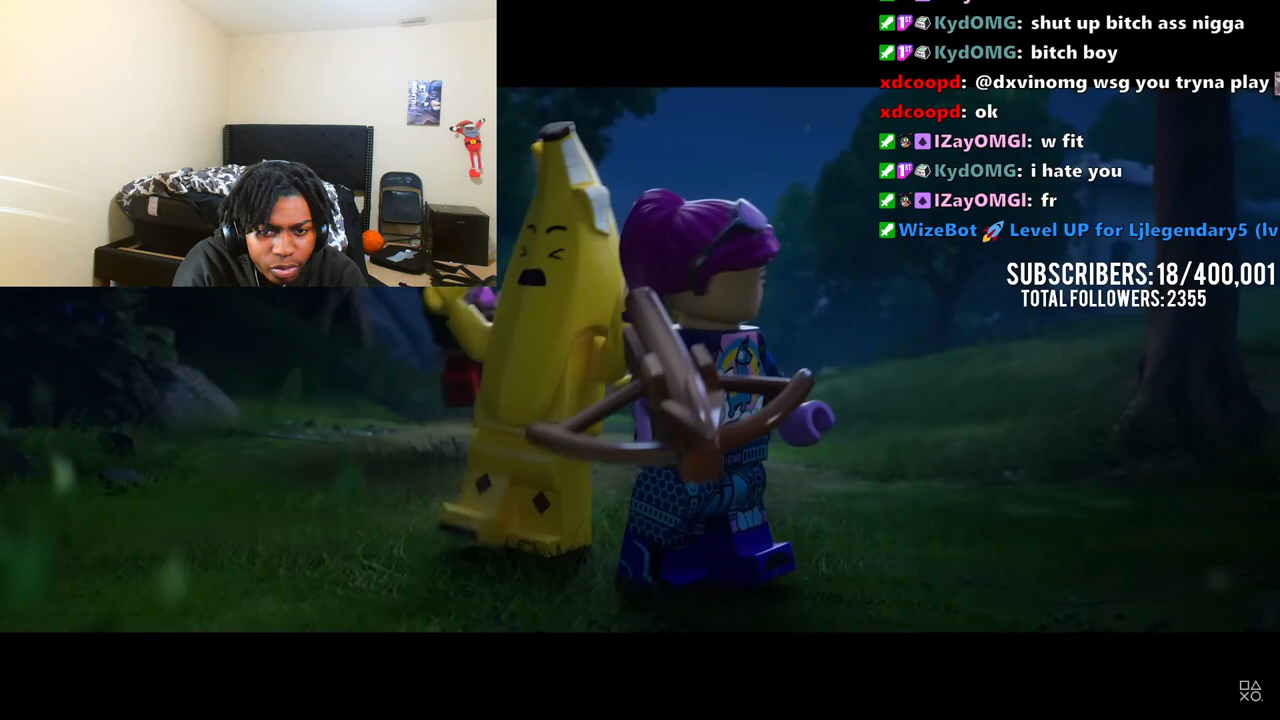 KydOMG: shut up bitch ass nigga
KydOMG: bitch boy
xdcoopd: @dxvinomg wsg you tryna play
xdcoopd: ok
IZayOMGl: w fit
KydOMG: i hate you
IZayOMGl: fr
WizeBot 🚀 Level UP for Ljlegendary5 (lv
SUBSCRIBERS: 18/400,001
TOTAL FOLLOWERS: 2355